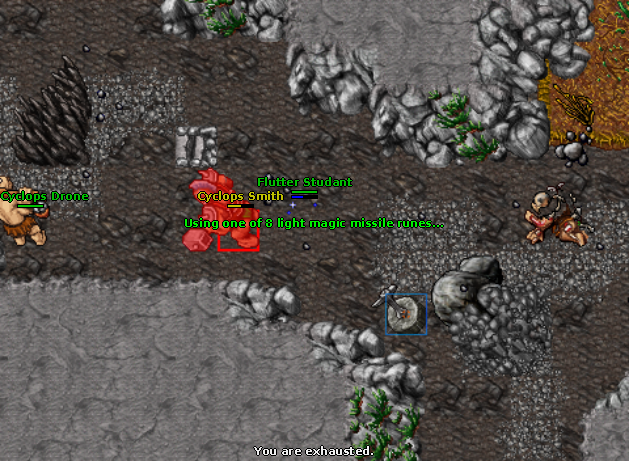 Flutter Studant
Cyclops Drone
Cyclops Smith
Using one of 8 light magic missile runes...
You are exhausted.